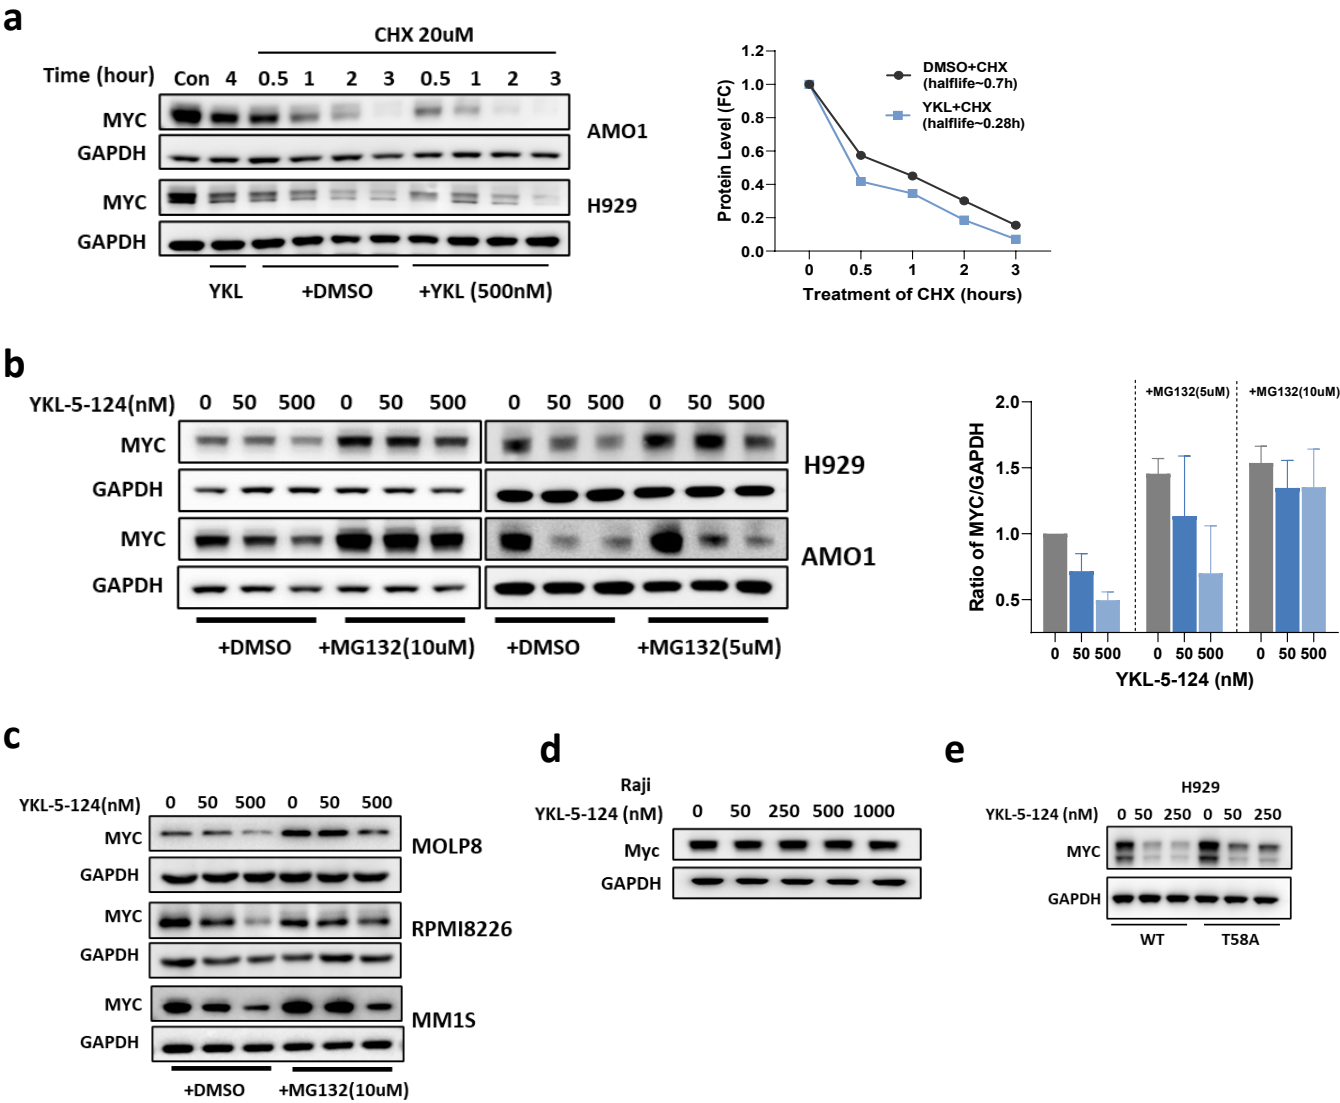 a
CHX 20uM
Time (hour) Con 4 0.5 1 2 3 0.5 1 2 3
MYC
AMO1
GAPDH
MYC
H929
GAPDH
YKL +DMSO +YKL (500nM)
1.2
1.0
0.8
0.6
0.4
0.2
0.0
Protein Level (FC)
DMSO+CHX
(halflife~0.7h)
YKL+CHX
(halflife~0.28h)
0 0.5 1 2 3
Treatment of CHX (hours)
b
YKL-5-124(nM) 0 50 500 0 50 500 0 50 500 0 50 500
MYC
H929
GAPDH
MYC
AMO1
GAPDH
+DMSO +MG132(10uM) +DMSO +MG132(5uM)
+MG132(5uM) +MG132(10uM)
2.0
1.5
1.0
0.5
Ratio of MYC/GAPDH
0 50 500 0 50 500 0 50 500
YKL-5-124 (nM)
c
YKL-5-124(nM) 0 50 500 0 50 500
MYC
MOLP8
GAPDH
MYC
RPMI8226
GAPDH
MYC
MM1S
GAPDH
+DMSO +MG132(10uM)
d
Raji
YKL-5-124 (nM) 0 50 250 500 1000
Myc
GAPDH
e
H929
YKL-5-124 (nM) 0 50 250 0 50 250
MYC
GAPDH
WT T58A